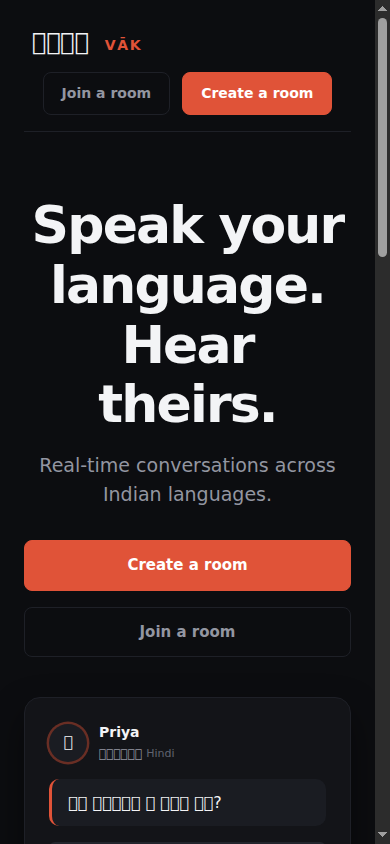 VĀK
Join a room
Create a room
Speak your
language.
Hear
theirs.
Real-time conversations across
Indian languages.
Create a room
Join a room
Priya
Hindi